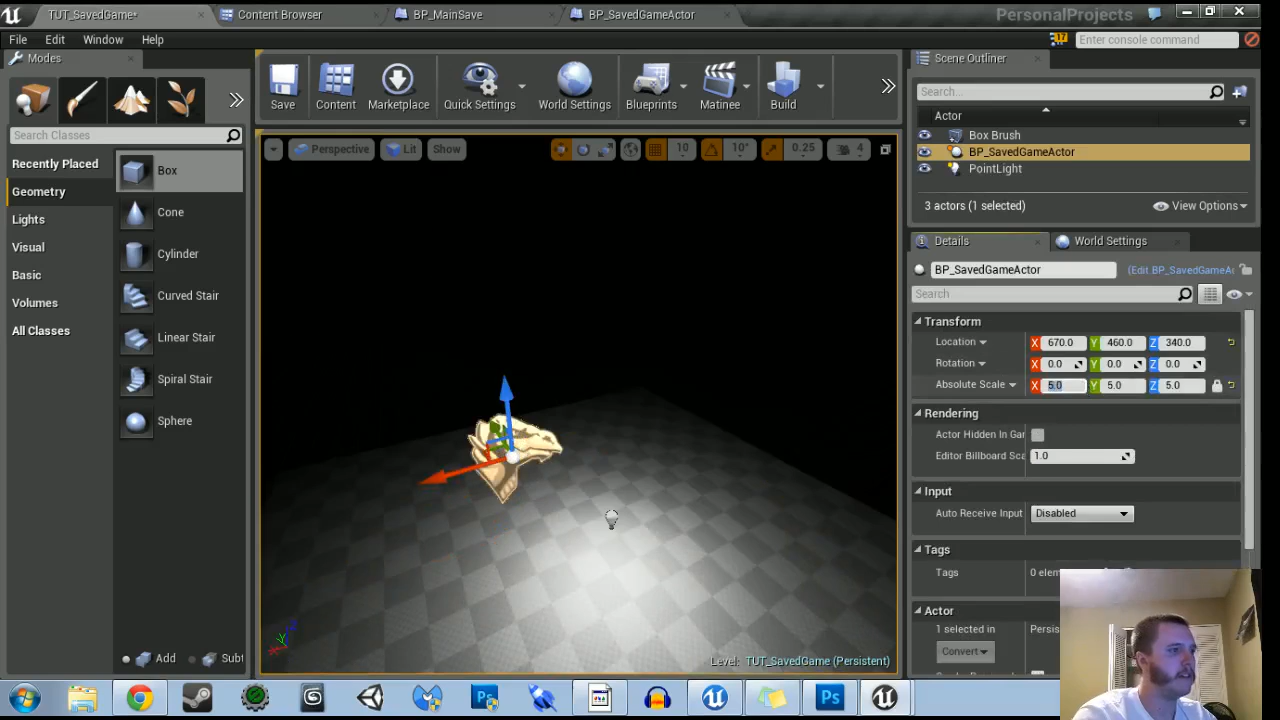 TUT_SavedGame*
Content Browser
BP_MainSave
BP_SavedGameActor
PersonalProjects
File Edit Window Help
17
Enter console command
Modes
Search Classes
Recently Placed
Geometry
Lights
Visual
Basic
Volumes
All Classes
Box
Cone
Cylinder
Curved Stair
Linear Stair
Spiral Stair
Sphere
Add
Subt
Save
Content
Marketplace
Quick Settings
World Settings
Blueprints
Matinee
Build
Perspective
Lit
Show
10
10°
0.25
4
Level: TUT_SavedGame (Persistent)
Scene Outliner
Search...
Actor
Box Brush
BP_SavedGameActor
PointLight
3 actors (1 selected)
View Options
Details
World Settings
BP_SavedGameActor
(Edit BP_SavedGameAc
Search
Transform
Location X 670.0 Y 460.0 Z 340.0
Rotation X 0.0 Y 0.0 Z 0.0
Absolute Scale X 5.0 Y 5.0 Z 5.0
Rendering
Actor Hidden In Gar
Editor Billboard Sca 1.0
Input
Auto Receive Input Disabled
Tags
Tags 0 elem
Actor
1 selected in Persis
Convert